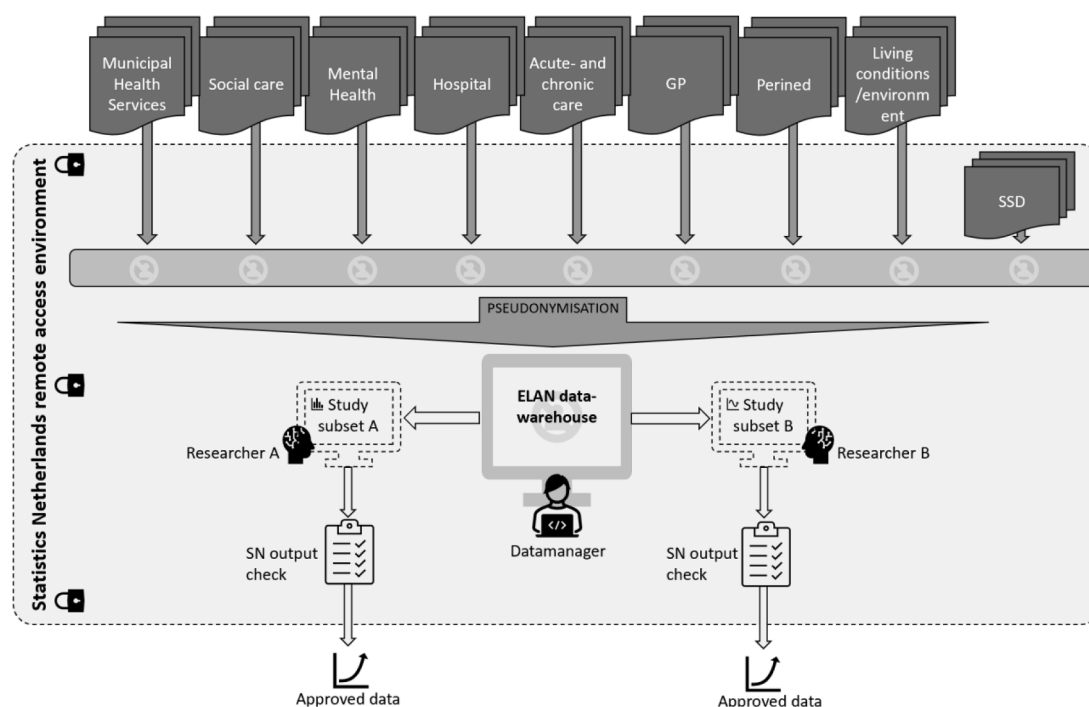 Municipal
Health
Services
Social care
Mental
Health
Hospital
Acute- and
chronic
care
GP
Perined
Living
conditions
/environm
ent
SSD
Statistics Netherlands remote access environment
PSEUDONYMISATION
ELAN data-
warehouse
Study
subset A
Study
subset B
Researcher A
Researcher B
Datamanager
SN output
check
SN output
check
Approved data
Approved data